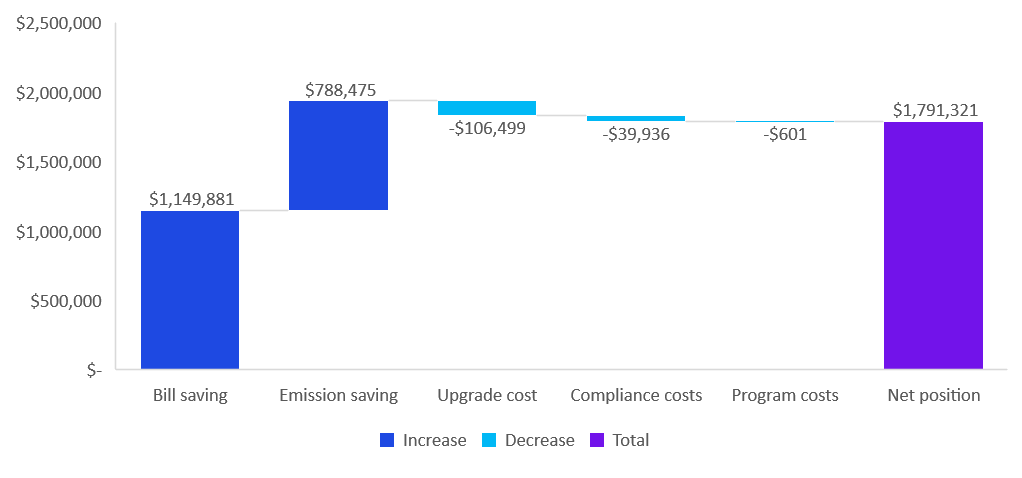 $2,500,000
$2,000,000
$1,500,000
$1,000,000
$500,000
$-
$1,149,881
$788,475
-$106,499
-$39,936
-$601
$1,791,321
Bill saving
Emission saving
Upgrade cost
Compliance costs
Program costs
Net position
Increase
Decrease
Total